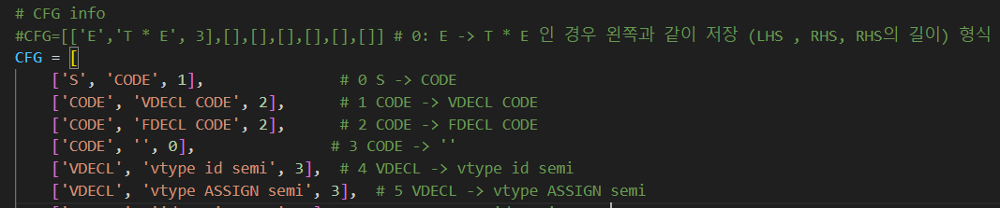 # CFG info
#CFG=[['E','T * E', 3],[],[],[],[],[],[]] # 0: E -> T * E 인 경우 왼쪽과 같이 저장 (LHS , RHS, RHS의 길이) 형식
CFG = [
['S', 'CODE', 1], # 0 S -> CODE
['CODE', 'VDECL CODE', 2], # 1 CODE -> VDECL CODE
['CODE', 'FDECL CODE', 2], # 2 CODE -> FDECL CODE
['CODE', '', 0], # 3 CODE -> ''
['VDECL', 'vtype id semi', 3], # 4 VDECL -> vtype id semi
['VDECL', 'vtype ASSIGN semi', 3], # 5 VDECL -> vtype ASSIGN semi